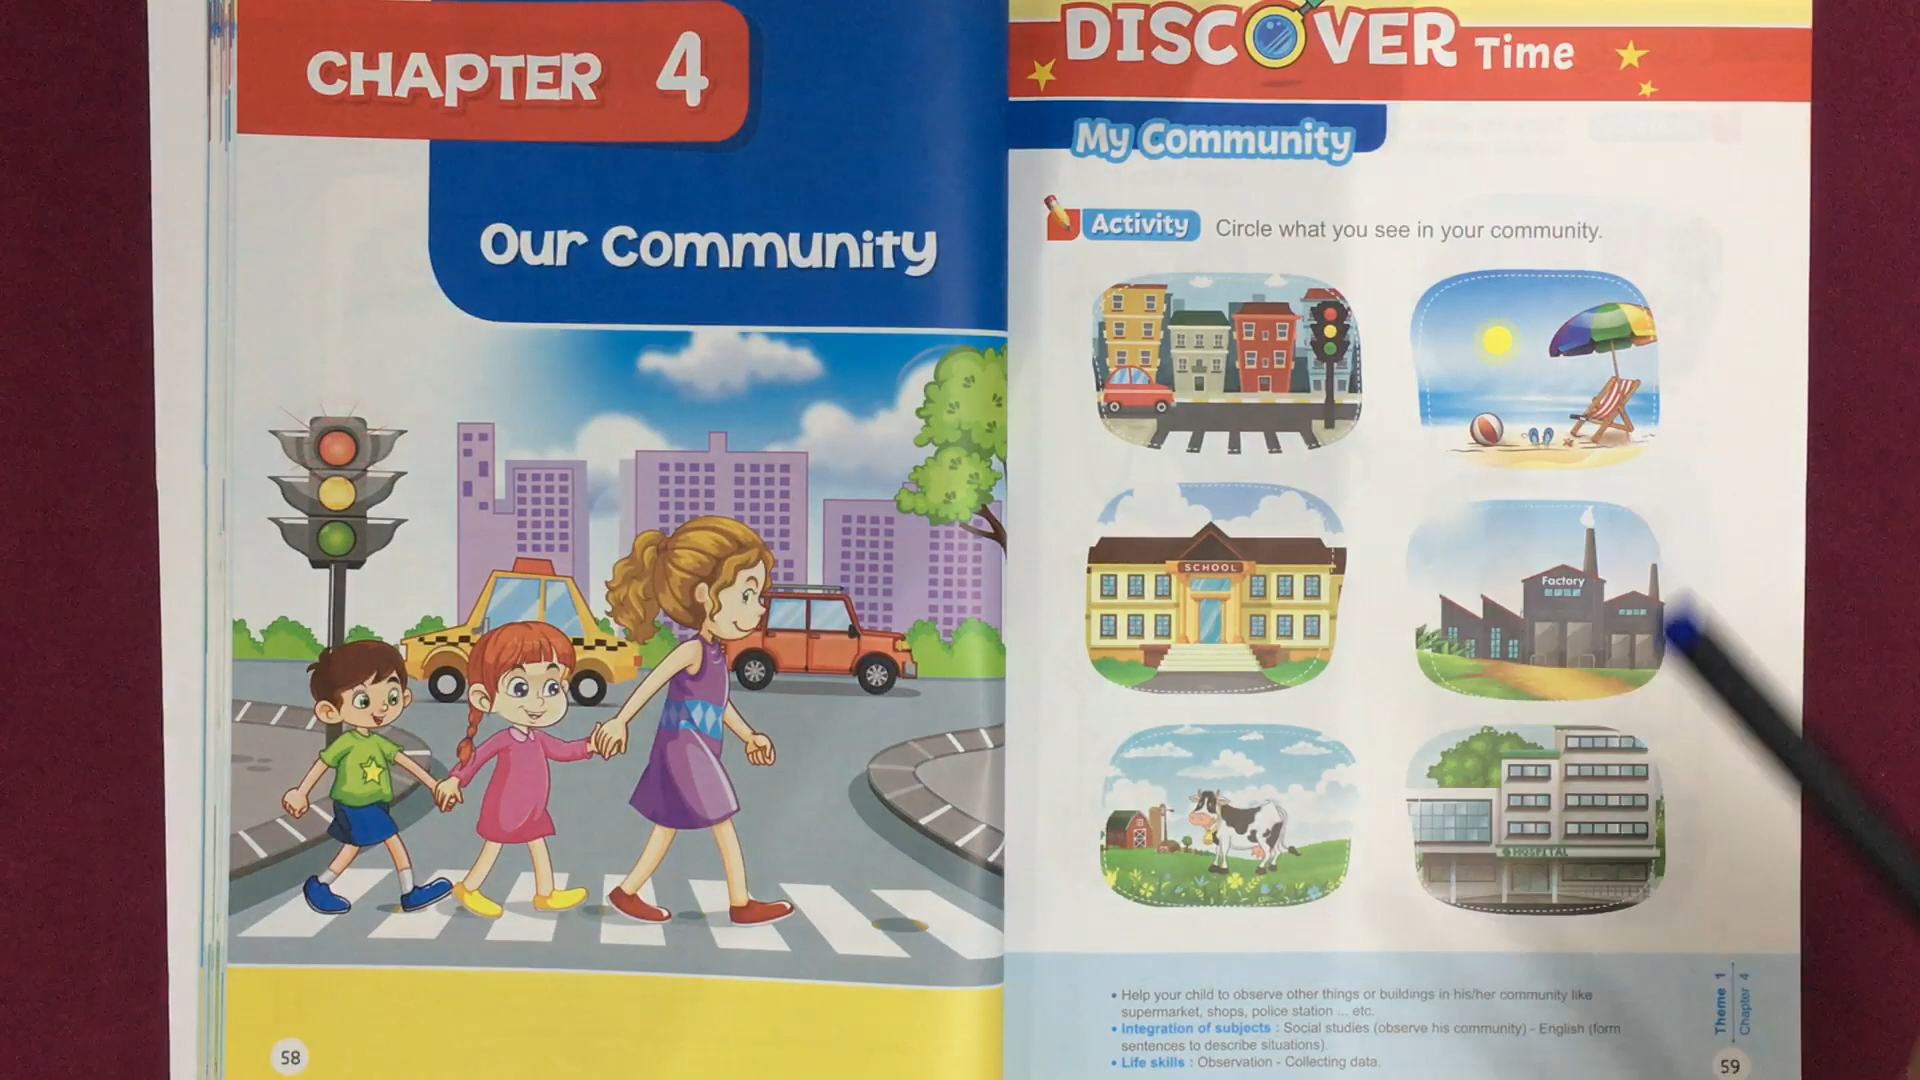 CHAPTER 4
Our Community
58
DISCOVER Time
My Community
Activity Circle what you see in your community.
SCHOOL
Factory
HOSPITAL
• Help your child to observe other things or buildings in his/her community like
supermarket, shops, police station ... etc.
• Integration of subjects : Social studies (observe his community) - English (form
sentences to describe situations).
• Life skills : Observation - Collecting data.
Theme 1
Chapter 4
59